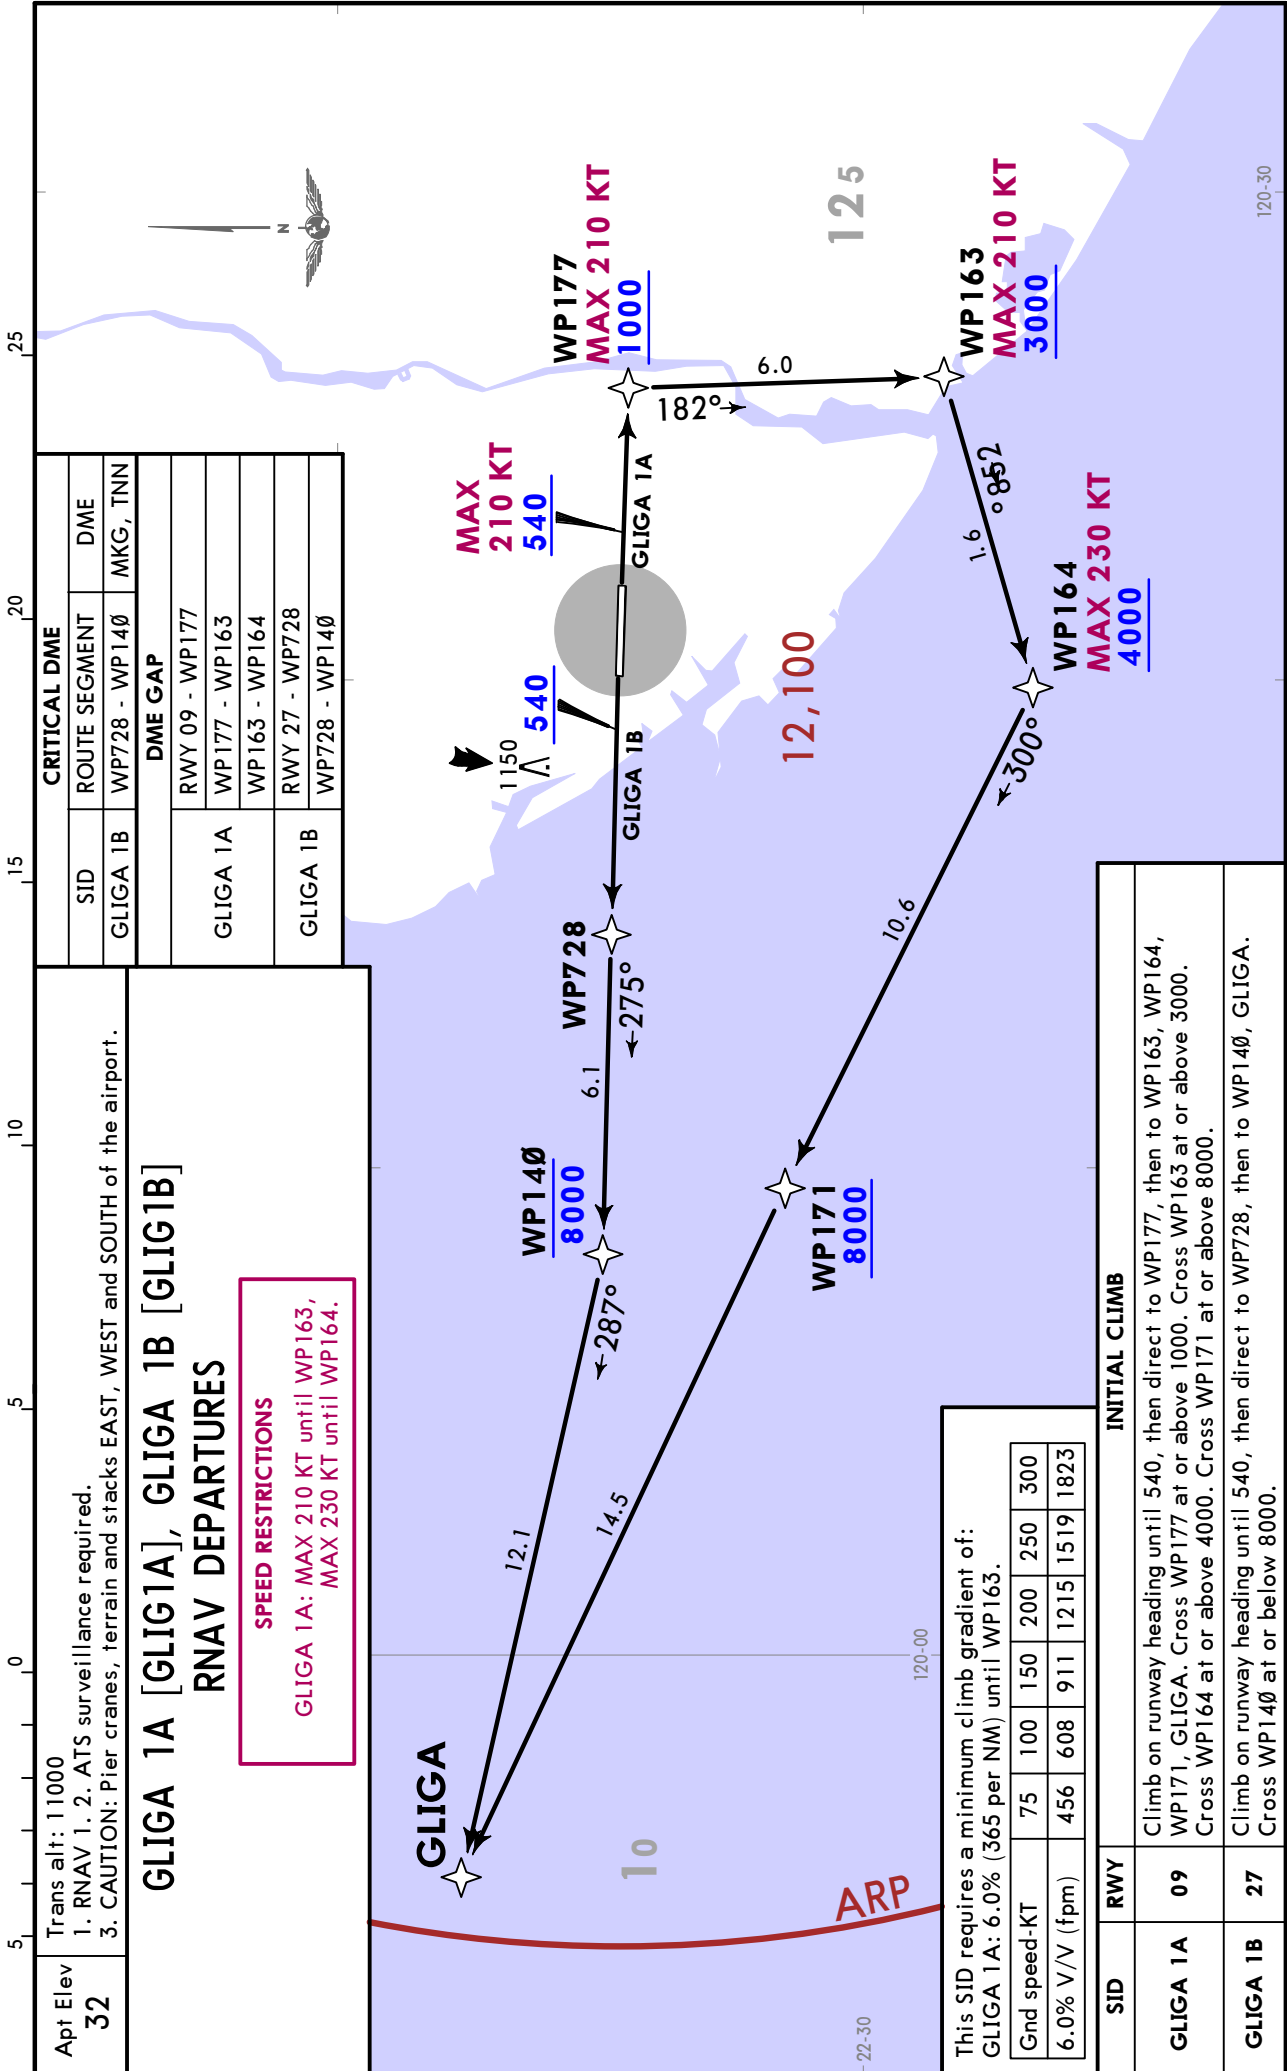 Apt Elev
32
Trans alt: 11000
1. RNAV 1. 2. ATS surveillance required.
3. CAUTION: Pier cranes, terrain and stacks EAST, WEST and SOUTH of the airport.
GLIGA 1A [GLIG1A], GLIGA 1B [GLIG1B]
RNAV DEPARTURES
SPEED RESTRICTIONS
GLIGA 1A: MAX 210 KT until WP163,
MAX 230 KT until WP164.
CRITICAL DME
SID ROUTE SEGMENT DME
GLIGA 1B WP728 - WP14Ø MKG, TNN
DME GAP
GLIGA 1A
RWY 09 - WP177
WP177 - WP163
WP163 - WP164
GLIGA 1B
RWY 27 - WP728
WP728 - WP14Ø
5 0 5 10 15 20 25
N
GLIGA
12.1
14.5
287°
WP14Ø
8000
6.1
275°
WP728
GLIGA 1B
1150
540
MAX
210 KT
540
GLIGA 1A
WP177
MAX 210 KT
1000
182°
6.0
125
WP163
MAX 210 KT
3000
258°
1.6
WP164
MAX 230 KT
4000
300°
10.6
WP171
8000
12,100
10
ARP
120-00
120-30
22-30
This SID requires a minimum climb gradient of:
GLIGA 1A: 6.0% (365 per NM) until WP163.
Gnd speed-KT 75 100 150 200 250 300
6.0% V/V (fpm) 456 608 911 1215 1519 1823
SID RWY INITIAL CLIMB
GLIGA 1A 09
Climb on runway heading until 540, then direct to WP177, then to WP163, WP164,
WP171, GLIGA. Cross WP177 at or above 1000. Cross WP163 at or above 3000.
Cross WP164 at or above 4000. Cross WP171 at or above 8000.
GLIGA 1B 27
Climb on runway heading until 540, then direct to WP728, then to WP14Ø, GLIGA.
Cross WP14Ø at or below 8000.